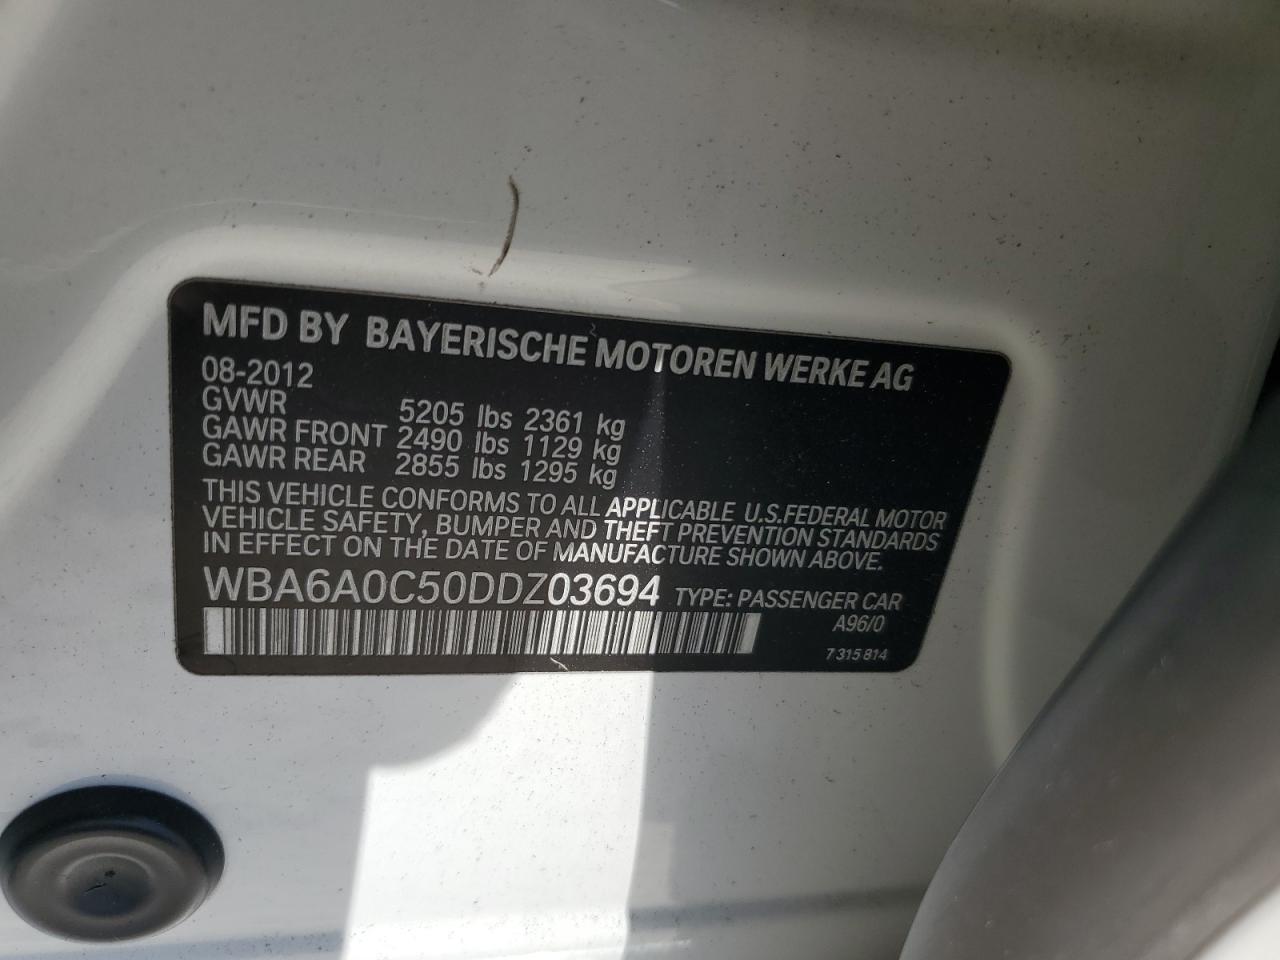 MFD BY BAYERISCHE MOTOREN WERKE AG
08-2012
GVWR 5205 lbs 2361 kg
GAWR FRONT 2490 lbs 1129 kg
GAWR REAR 2855 lbs 1295 kg
THIS VEHICLE CONFORMS TO ALL APPLICABLE U.S.FEDERAL MOTOR
VEHICLE SAFETY, BUMPER AND THEFT PREVENTION STANDARDS
IN EFFECT ON THE DATE OF MANUFACTURE SHOWN ABOVE.
WBA6A0C50DDZ03694 TYPE: PASSENGER CAR
A96/0
7 315 814